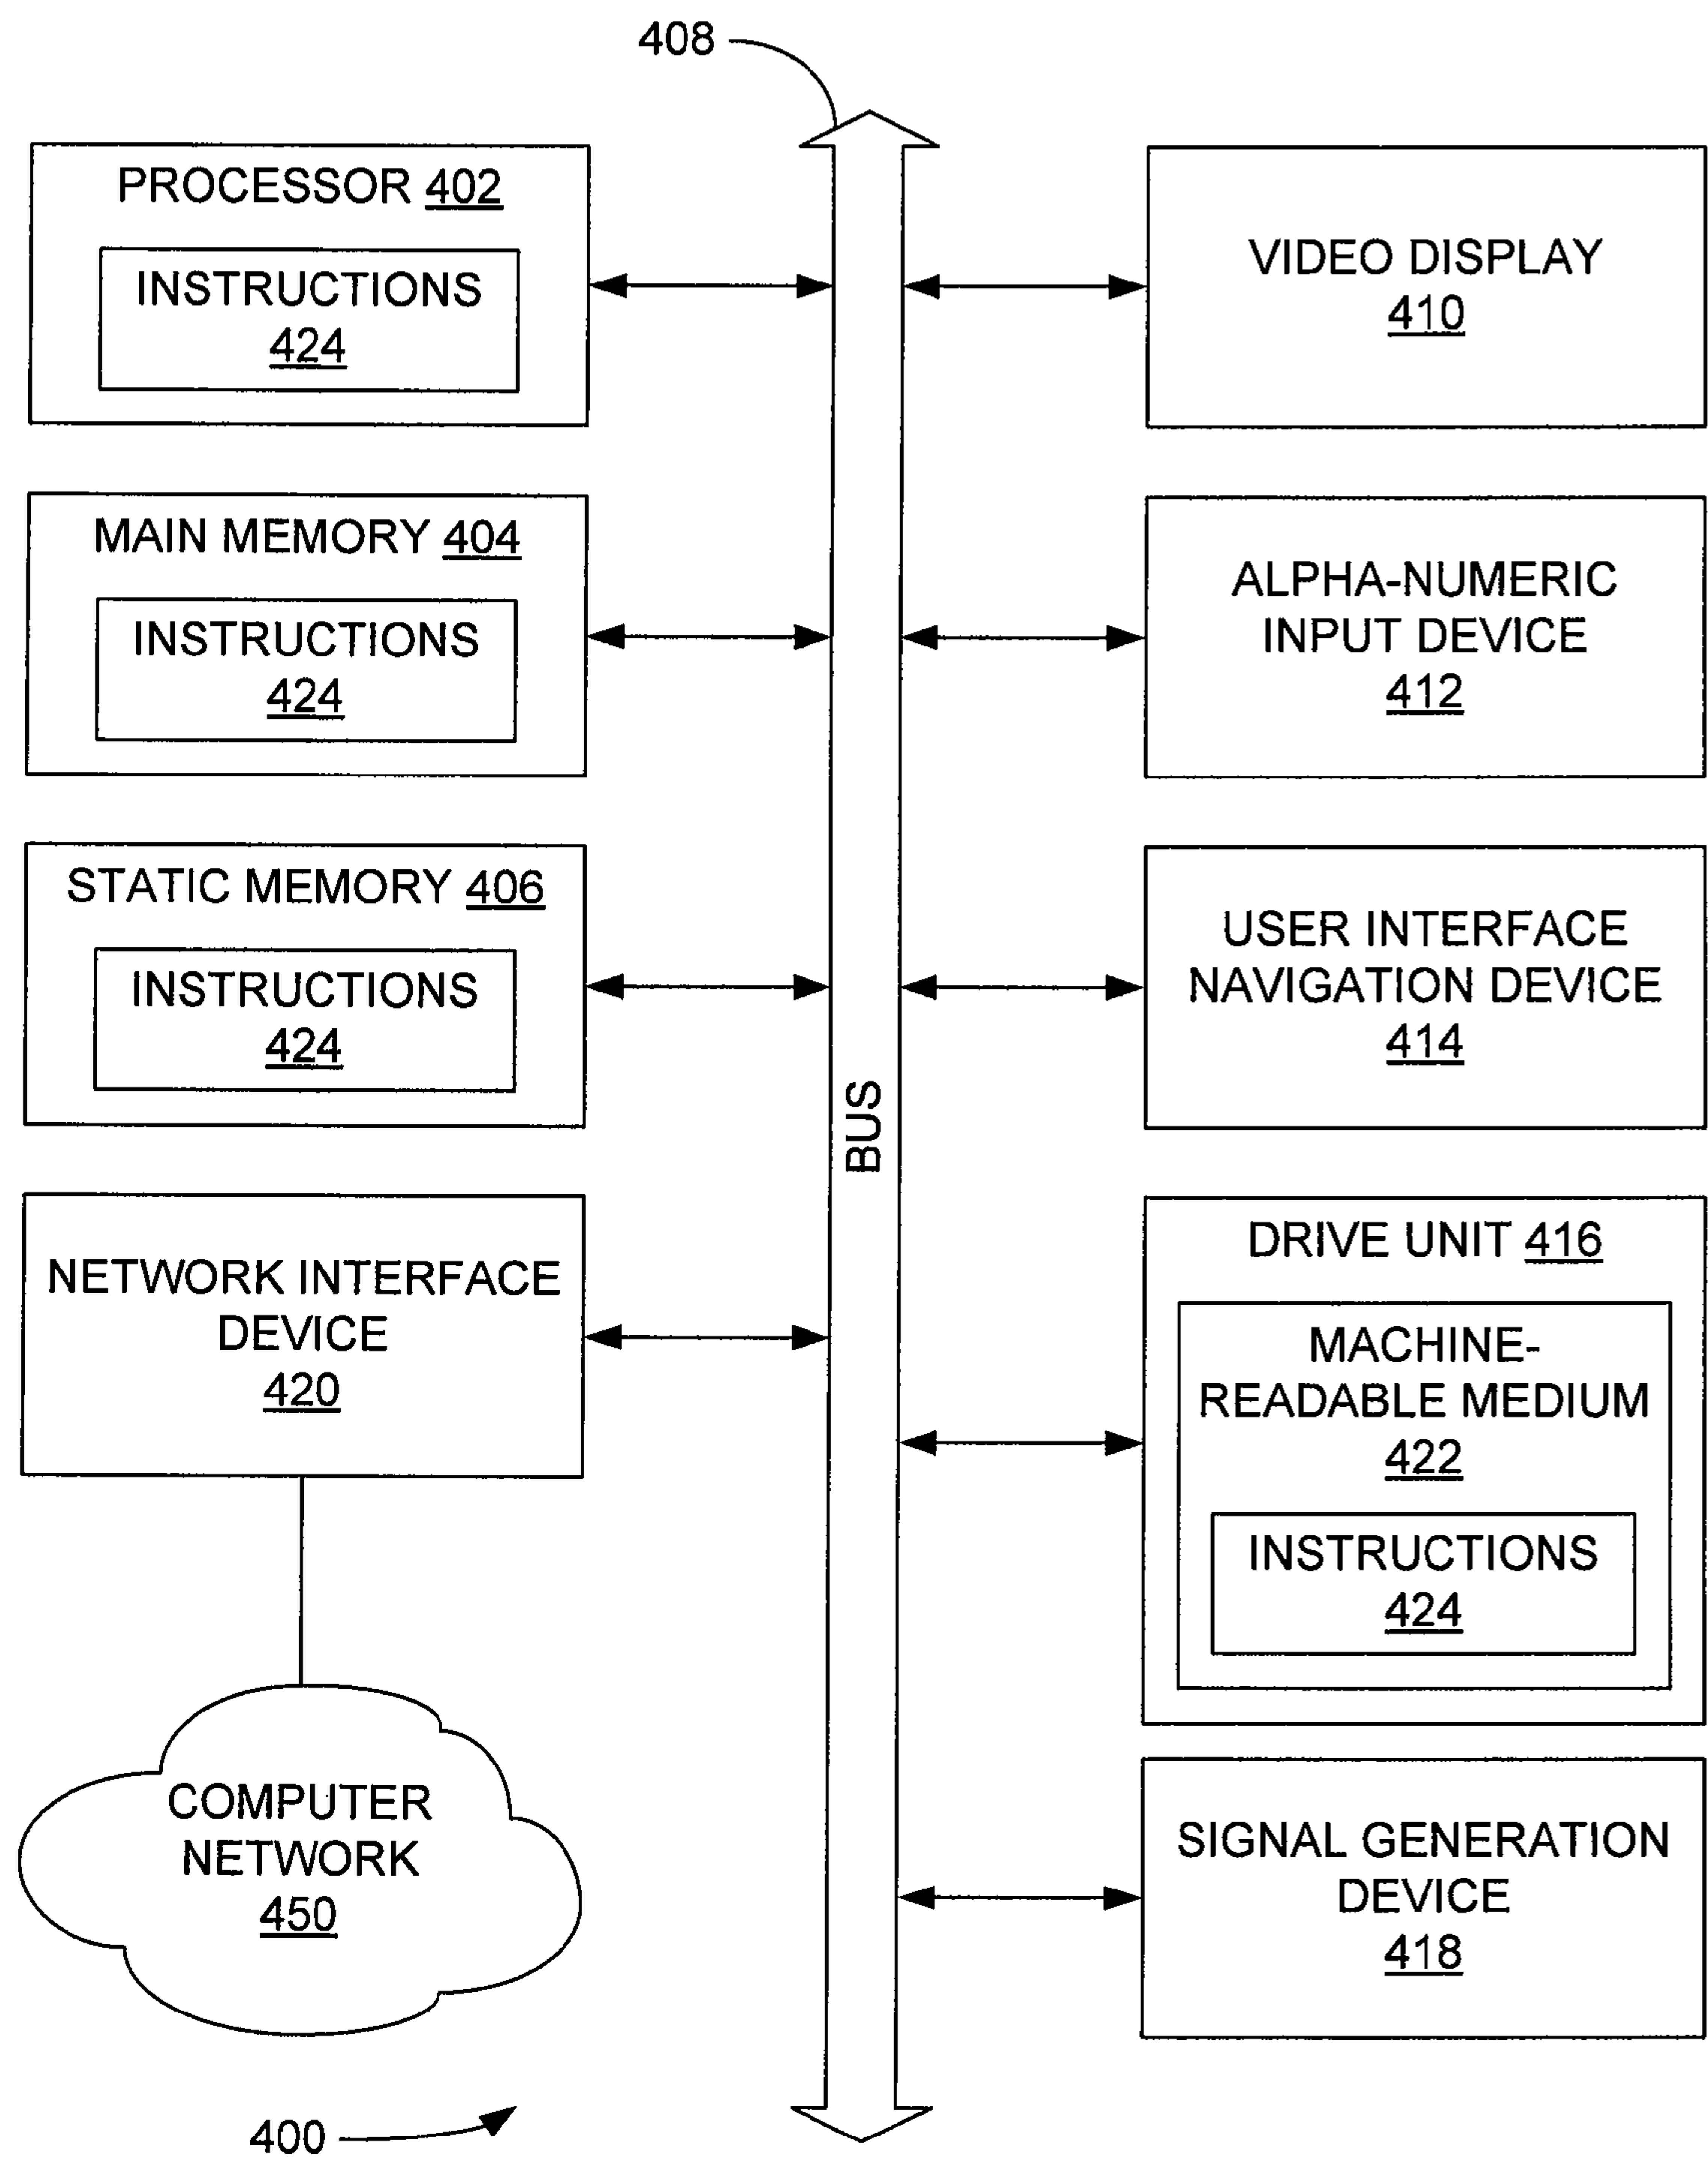 408
PROCESSOR 402
INSTRUCTIONS
424
MAIN MEMORY 404
INSTRUCTIONS
424
STATIC MEMORY 406
INSTRUCTIONS
424
NETWORK INTERFACE
DEVICE
420
COMPUTER
NETWORK
450
400
BUS
VIDEO DISPLAY
410
ALPHA-NUMERIC
INPUT DEVICE
412
USER INTERFACE
NAVIGATION DEVICE
414
DRIVE UNIT 416
MACHINE-
READABLE MEDIUM
422
INSTRUCTIONS
424
SIGNAL GENERATION
DEVICE
418